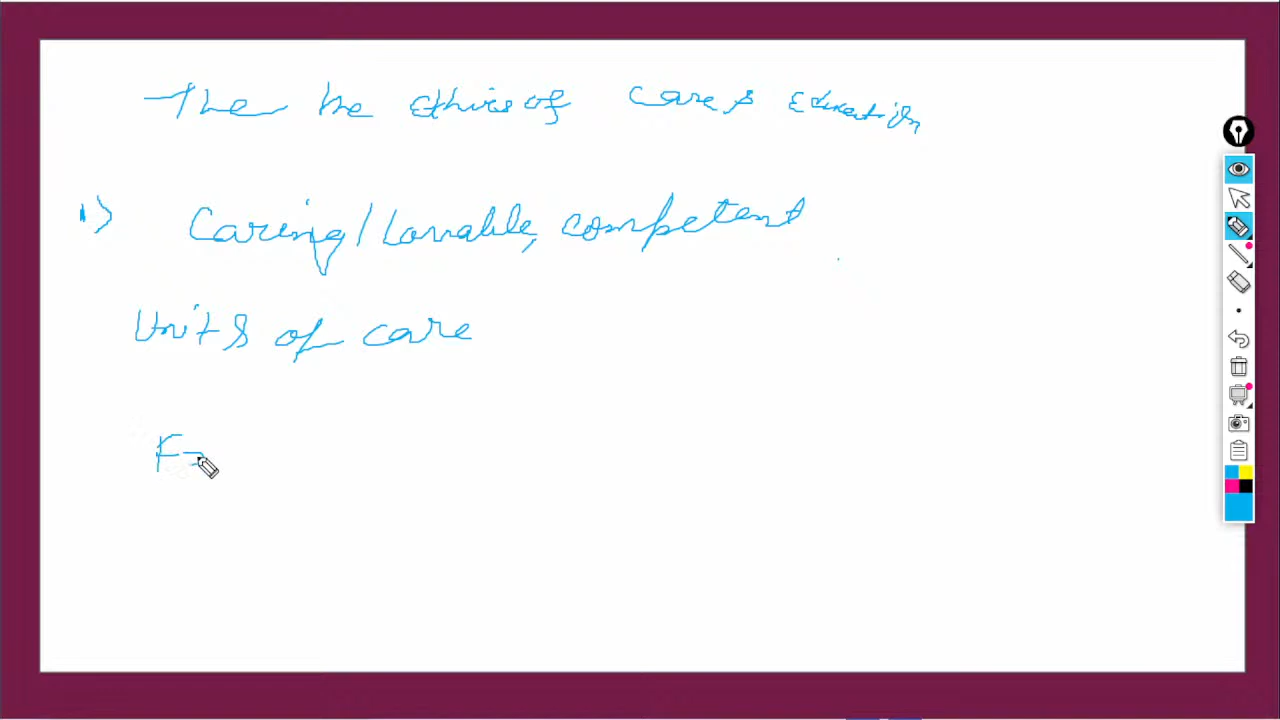 The the ethics of care & Education
1) Caring/Lovable, competent
Units of care
F